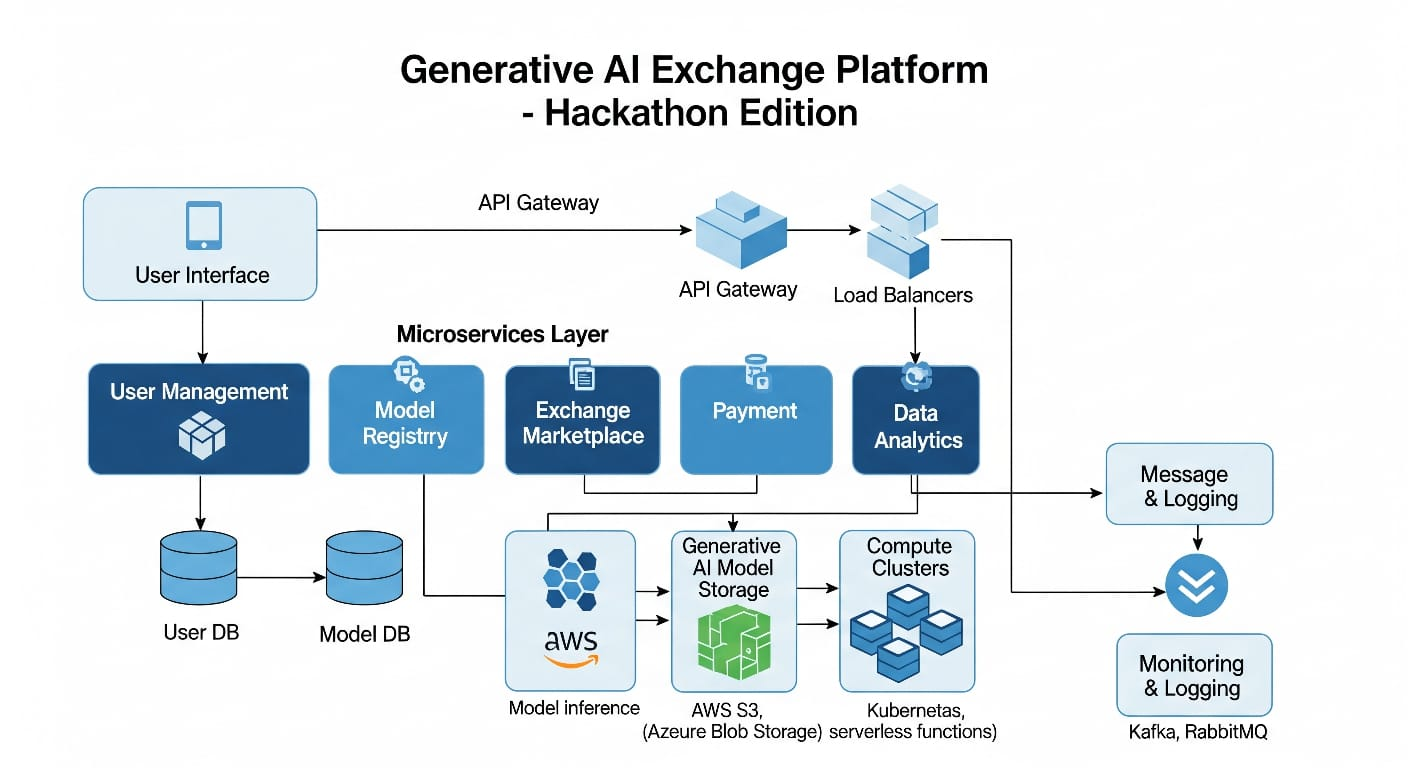 Generative AI Exchange Platform
- Hackathon Edition
User Interface
API Gateway
API Gateway
Load Balancers
Microservices Layer
User Management
Model
Registrry
Exchange
Marketplace
Payment
Data
Analytics
Message
& Logging
User DB
Model DB
aws
Model inference
Generative
AI Model
Storage
AWS S3,
(Azeure Blob Storage)
Compute
Clusters
Kubernetas,
serverless functions)
Monitoring
& Logging
Kafka, RabbitMQ